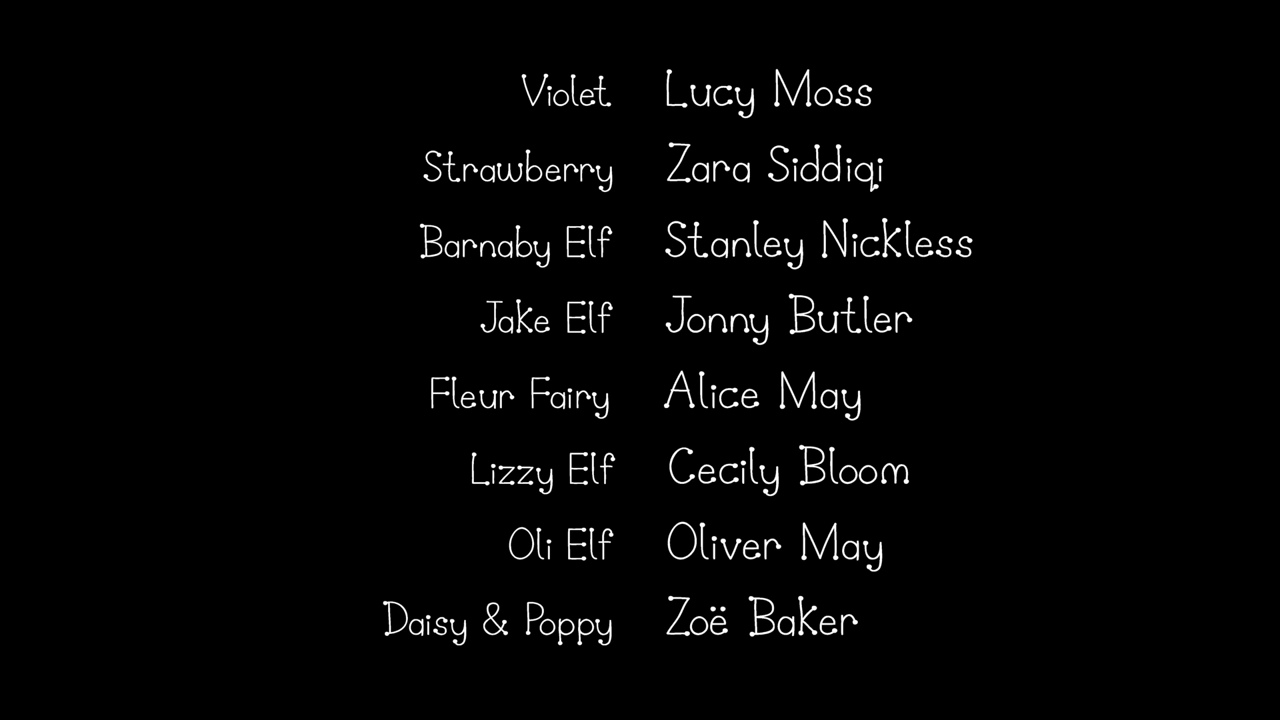 Violet Lucy Moss
Strawberry Zara Siddiqi
Barnaby Elf Stanley Nickless
Jake Elf Jonny Butler
Fleur Fairy Alice May
Lizzy Elf Cecily Bloom
Oli Elf Oliver May
Daisy & Poppy Zoë Baker